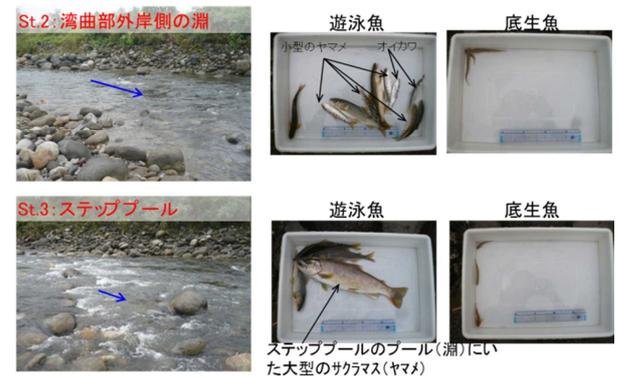 St.2：湾曲部外岸側の淵
遊泳魚
底生魚
小型のヤマメ
オイカワ
St.3：ステッププール
遊泳魚
底生魚
ステッププールのプール（淵）にい
た大型のサクラマス（ヤマメ）